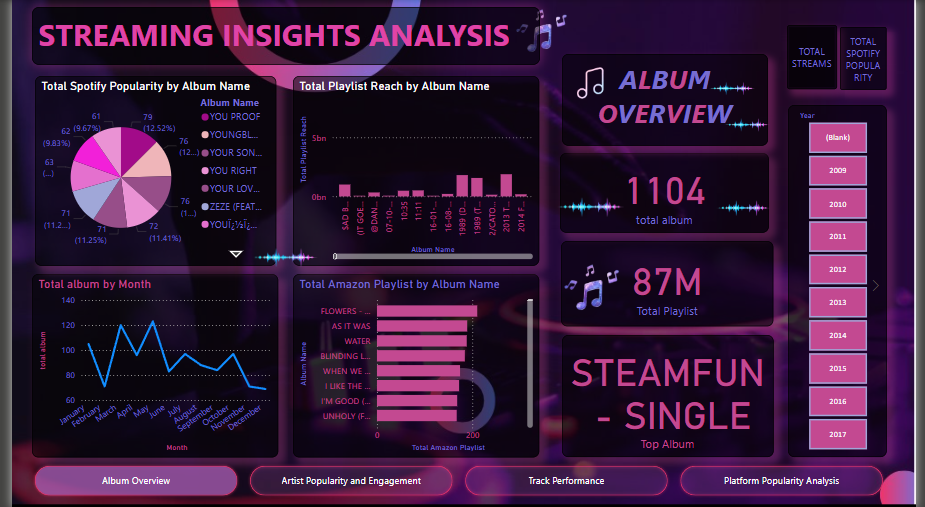 STREAMING INSIGHTS ANALYSIS
TOTAL STREAMS
TOTAL SPOTIFY POPULA RITY
ALBUM
OVERVIEW
Total Spotify Popularity by Album Name
Album Name
YOU PROOF
YOUNGBL...
YOUR SON...
YOU RIGHT
YOUR LOV...
ZEZE (FEAT...
YOUÏ¿½Ï¿...
79
(12.52%)
76
(12...)
76
(1...)
72
(11.41%)
71
(11.25%)
71
(11.2...)
63
(...)
62
(9.83%)
61
(9.67%)
Total Playlist Reach by Album Name
Total Playlist Reach
5bn
0bn
SAD B...
(IT GOE...
@DAN...
07-10-...
10:35
11:11
16-01-...
16-08-...
1989 (D...
1989 (T...
2/CATO...
2013 T...
2014 F...
Album Name
1104
total album
87M
Total Playlist
STEAMFUN
- SINGLE
Top Album
Year
(Blank)
2009
2010
2011
2012
2013
2014
2015
2016
2017
Total album by Month
total album
140
120
100
80
60
January
February
March
April
May
June
July
August
September
October
November
December
Month
Total Amazon Playlist by Album Name
Album Name
FLOWERS - ...
AS IT WAS
WATER
BLINDING L...
WHEN WE ...
I LIKE THE ...
I'M GOOD (...
UNHOLY (F...
0
200
Total Amazon Playlist
Album Overview
Artist Popularity and Engagement
Track Performance
Platform Popularity Analysis